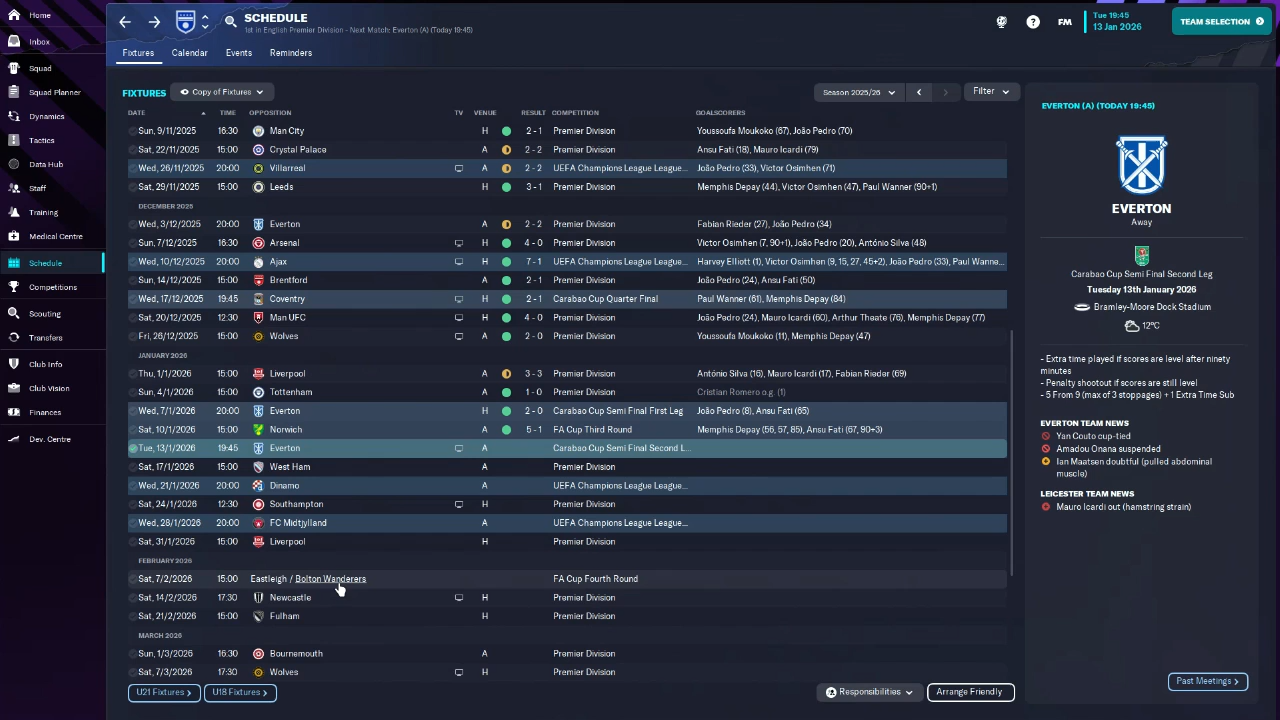 Home
Inbox
Squad
Squad Planner
Dynamics
Tactics
Data Hub
Staff
Training
Medical Centre
Schedule
Competitions
Scouting
Transfers
Club Info
Club Vision
Finances
Dev. Centre
SCHEDULE
1st in English Premier Division - Next Match: Everton (A) (Today 19:45)
FM
Tue 19:45
13 Jan 2026
TEAM SELECTION
Fixtures Calendar Events Reminders
FIXTURES Copy of Fixtures Season 2025/26 Filter
DATE TIME OPPOSITION TV VENUE RESULT COMPETITION GOALSCORERS
Sun, 9/11/2025 16:30 Man City H 2 - 1 Premier Division Youssoufa Moukoko (67), João Pedro (70)
Sat, 22/11/2025 15:00 Crystal Palace A 2 - 2 Premier Division Ansu Fati (18), Mauro Icardi (79)
Wed, 26/11/2025 20:00 Villarreal A 2 - 2 UEFA Champions League League... João Pedro (33), Victor Osimhen (71)
Sat, 29/11/2025 15:00 Leeds H 3 - 1 Premier Division Memphis Depay (44), Victor Osimhen (47), Paul Wanner (90+1)
DECEMBER 2025
Wed, 3/12/2025 20:00 Everton A 2 - 2 Premier Division Fabian Rieder (27), João Pedro (34)
Sun, 7/12/2025 16:30 Arsenal H 4 - 0 Premier Division Victor Osimhen (7, 90+1), João Pedro (20), António Silva (48)
Wed, 10/12/2025 20:00 Ajax H 7 - 1 UEFA Champions League League... Harvey Elliott (1), Victor Osimhen (9, 15, 27, 45+2), João Pedro (33), Paul Wanne...
Sun, 14/12/2025 15:00 Brentford A 2 - 1 Premier Division João Pedro (24), Ansu Fati (50)
Wed, 17/12/2025 19:45 Coventry H 2 - 1 Carabao Cup Quarter Final Paul Wanner (61), Memphis Depay (84)
Sat, 20/12/2025 12:30 Man UFC H 4 - 0 Premier Division João Pedro (24), Mauro Icardi (60), Arthur Theate (76), Memphis Depay (77)
Fri, 26/12/2025 15:00 Wolves A 2 - 0 Premier Division Youssoufa Moukoko (11), Memphis Depay (47)
JANUARY 2026
Thu, 1/1/2026 15:00 Liverpool A 3 - 3 Premier Division António Silva (16), Mauro Icardi (17), Fabian Rieder (69)
Sun, 4/1/2026 15:00 Tottenham H 1 - 0 Premier Division Cristian Romero o.g. (1)
Wed, 7/1/2026 20:00 Everton H 2 - 0 Carabao Cup Semi Final First Leg João Pedro (8), Ansu Fati (65)
Sat, 10/1/2026 15:00 Norwich A 5 - 1 FA Cup Third Round Memphis Depay (56, 57, 85), Ansu Fati (67, 90+3)
Tue, 13/1/2026 19:45 Everton A Carabao Cup Semi Final Second L...
Sat, 17/1/2026 15:00 West Ham A Premier Division
Wed, 21/1/2026 20:00 Dinamo A UEFA Champions League League...
Sat, 24/1/2026 12:30 Southampton H Premier Division
Wed, 28/1/2026 20:00 FC Midtjylland A UEFA Champions League League...
Sat, 31/1/2026 15:00 Liverpool H Premier Division
FEBRUARY 2026
Sat, 7/2/2026 15:00 Eastleigh / Bolton Wanderers FA Cup Fourth Round
Sat, 14/2/2026 17:30 Newcastle H Premier Division
Sat, 21/2/2026 15:00 Fulham H Premier Division
MARCH 2026
Sun, 1/3/2026 16:30 Bournemouth A Premier Division
Sat, 7/3/2026 17:30 Wolves H Premier Division
U21 Fixtures U18 Fixtures Responsibilities Arrange Friendly
EVERTON (A) (TODAY 19:45)
EVERTON
Away
Carabao Cup Semi Final Second Leg
Tuesday 13th January 2026
Bramley-Moore Dock Stadium
12°C
- Extra time played if scores are level after ninety
minutes
- Penalty shootout if scores are still level
- 5 From 9 (max of 3 stoppages) + 1 Extra Time Sub
EVERTON TEAM NEWS
Yan Couto cup-tied
Amadou Onana suspended
Ian Maatsen doubtful (pulled abdominal
muscle)
LEICESTER TEAM NEWS
Mauro Icardi out (hamstring strain)
Past Meetings